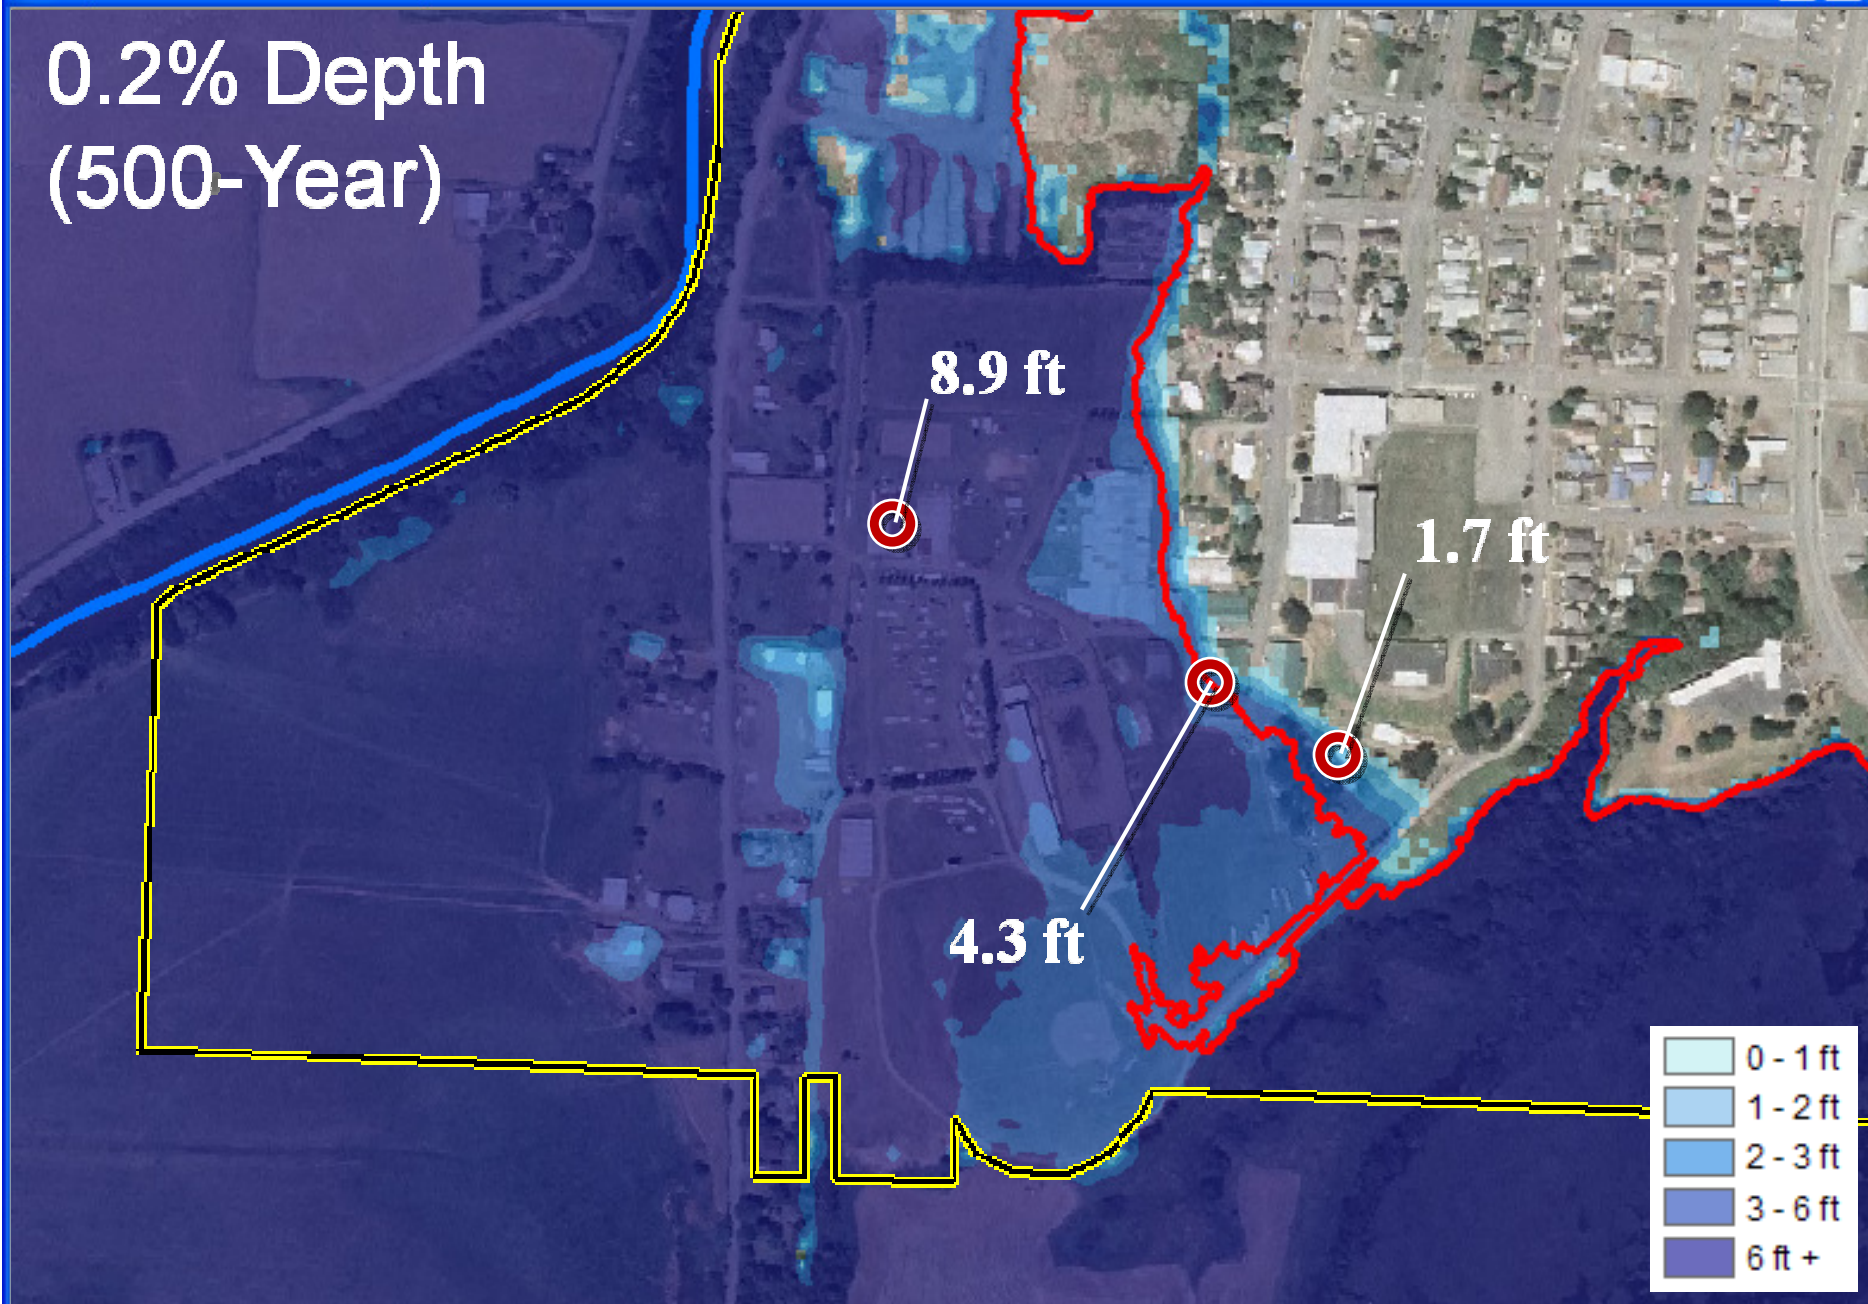 0.2% Depth
(500-Year)
8.9 ft
1.7 ft
4.3 ft
0 - 1 ft
1 - 2 ft
2 - 3 ft
3 - 6 ft
6 ft +